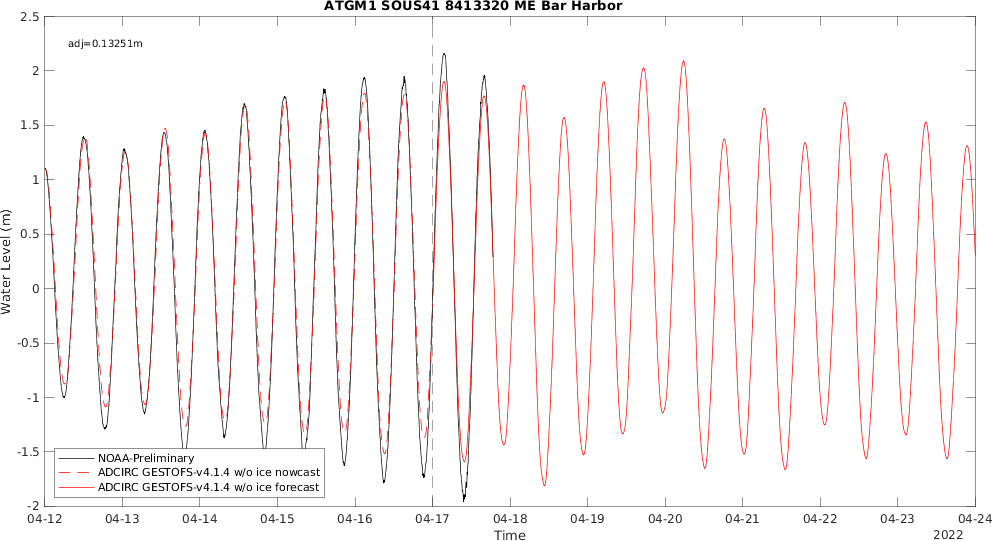 ATGM1 SOUS41 8413320 ME Bar Harbor
adj=0.13251m
2.5
2
1.5
1
0.5
0
-0.5
-1
-1.5
-2
Water Level (m)
NOAA-Preliminary
ADCIRC GESTOFS-v4.1.4 w/o ice nowcast
ADCIRC GESTOFS-v4.1.4 w/o ice forecast
04-12 04-13 04-14 04-15 04-16 04-17 04-18 04-19 04-20 04-21 04-22 04-23 04-24
Time
2022